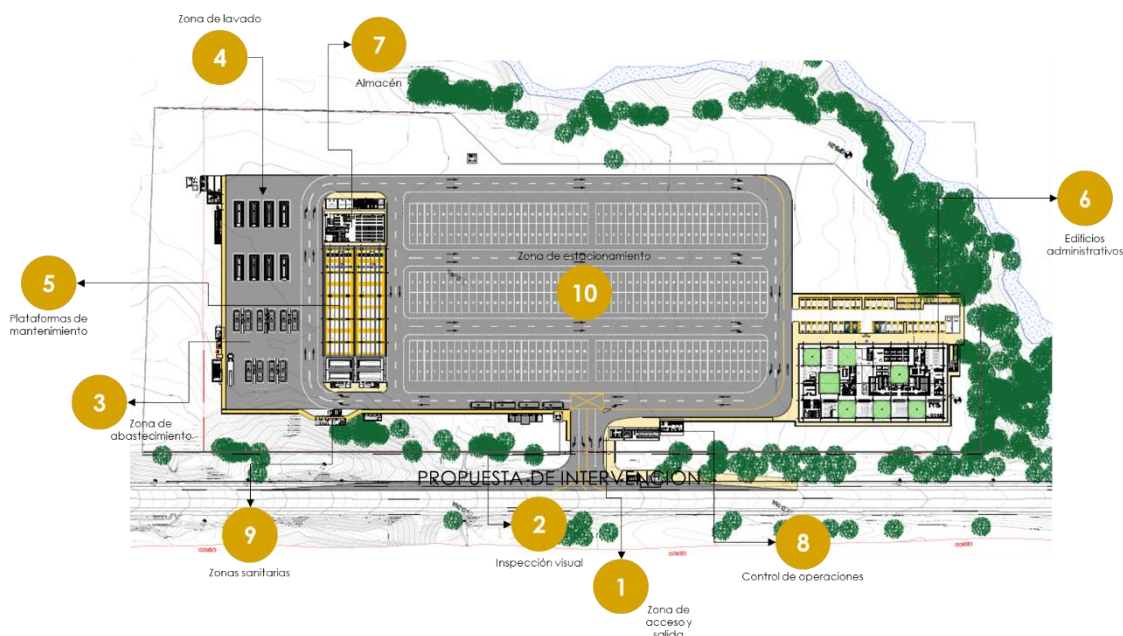 Zona de lavado
4
7
Almacén
6
Edificios
administrativos
5
Plataformas de
mantenimiento
Zona de estacionamiento
10
3
Zona de
abastecimiento
PROPUESTA DE INTERVENCIÓN
9
Zonas sanitarias
2
Inspección visual
1
Zona de
acceso y
salida
8
Control de operaciones